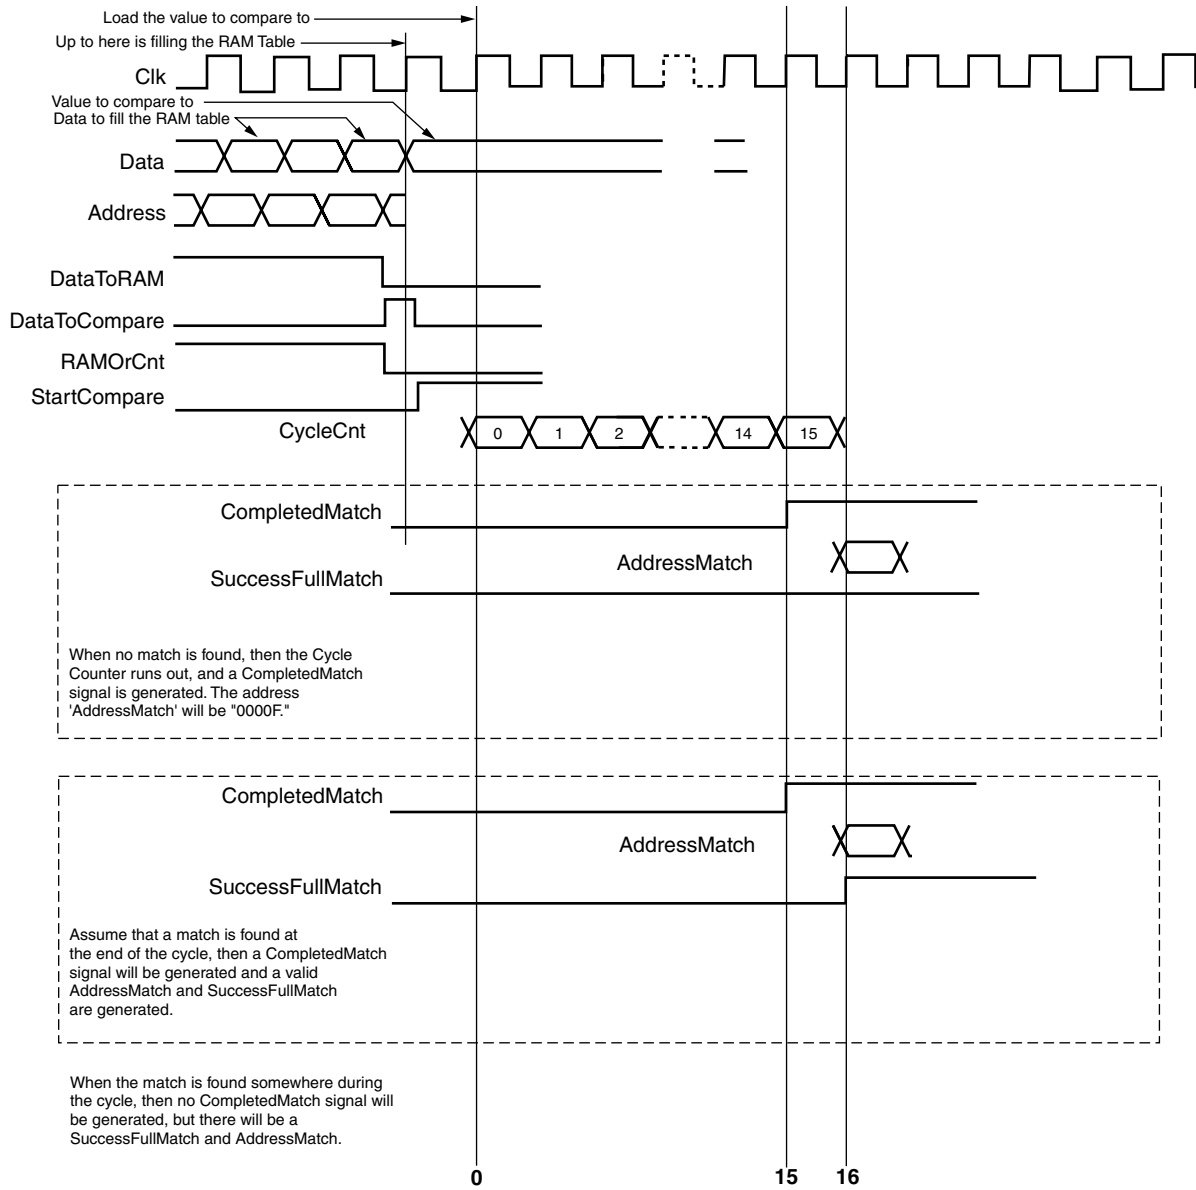 Load the value to compare to
Up to here is filling the RAM Table
Clk
Value to compare to
Data to fill the RAM table
Data
Address
DataToRAM
DataToCompare
RAMOrCnt
StartCompare
CycleCnt
0 1 2 14 15
CompletedMatch
AddressMatch
SuccessFullMatch
When no match is found, then the Cycle
Counter runs out, and a CompletedMatch
signal is generated. The address
'AddressMatch' will be "0000F."
CompletedMatch
AddressMatch
SuccessFullMatch
Assume that a match is found at
the end of the cycle, then a CompletedMatch
signal will be generated and a valid
AddressMatch and SuccessFullMatch
are generated.
When the match is found somewhere during
the cycle, then no CompletedMatch signal will
be generated, but there will be a
SuccessFullMatch and AddressMatch.
0 15 16